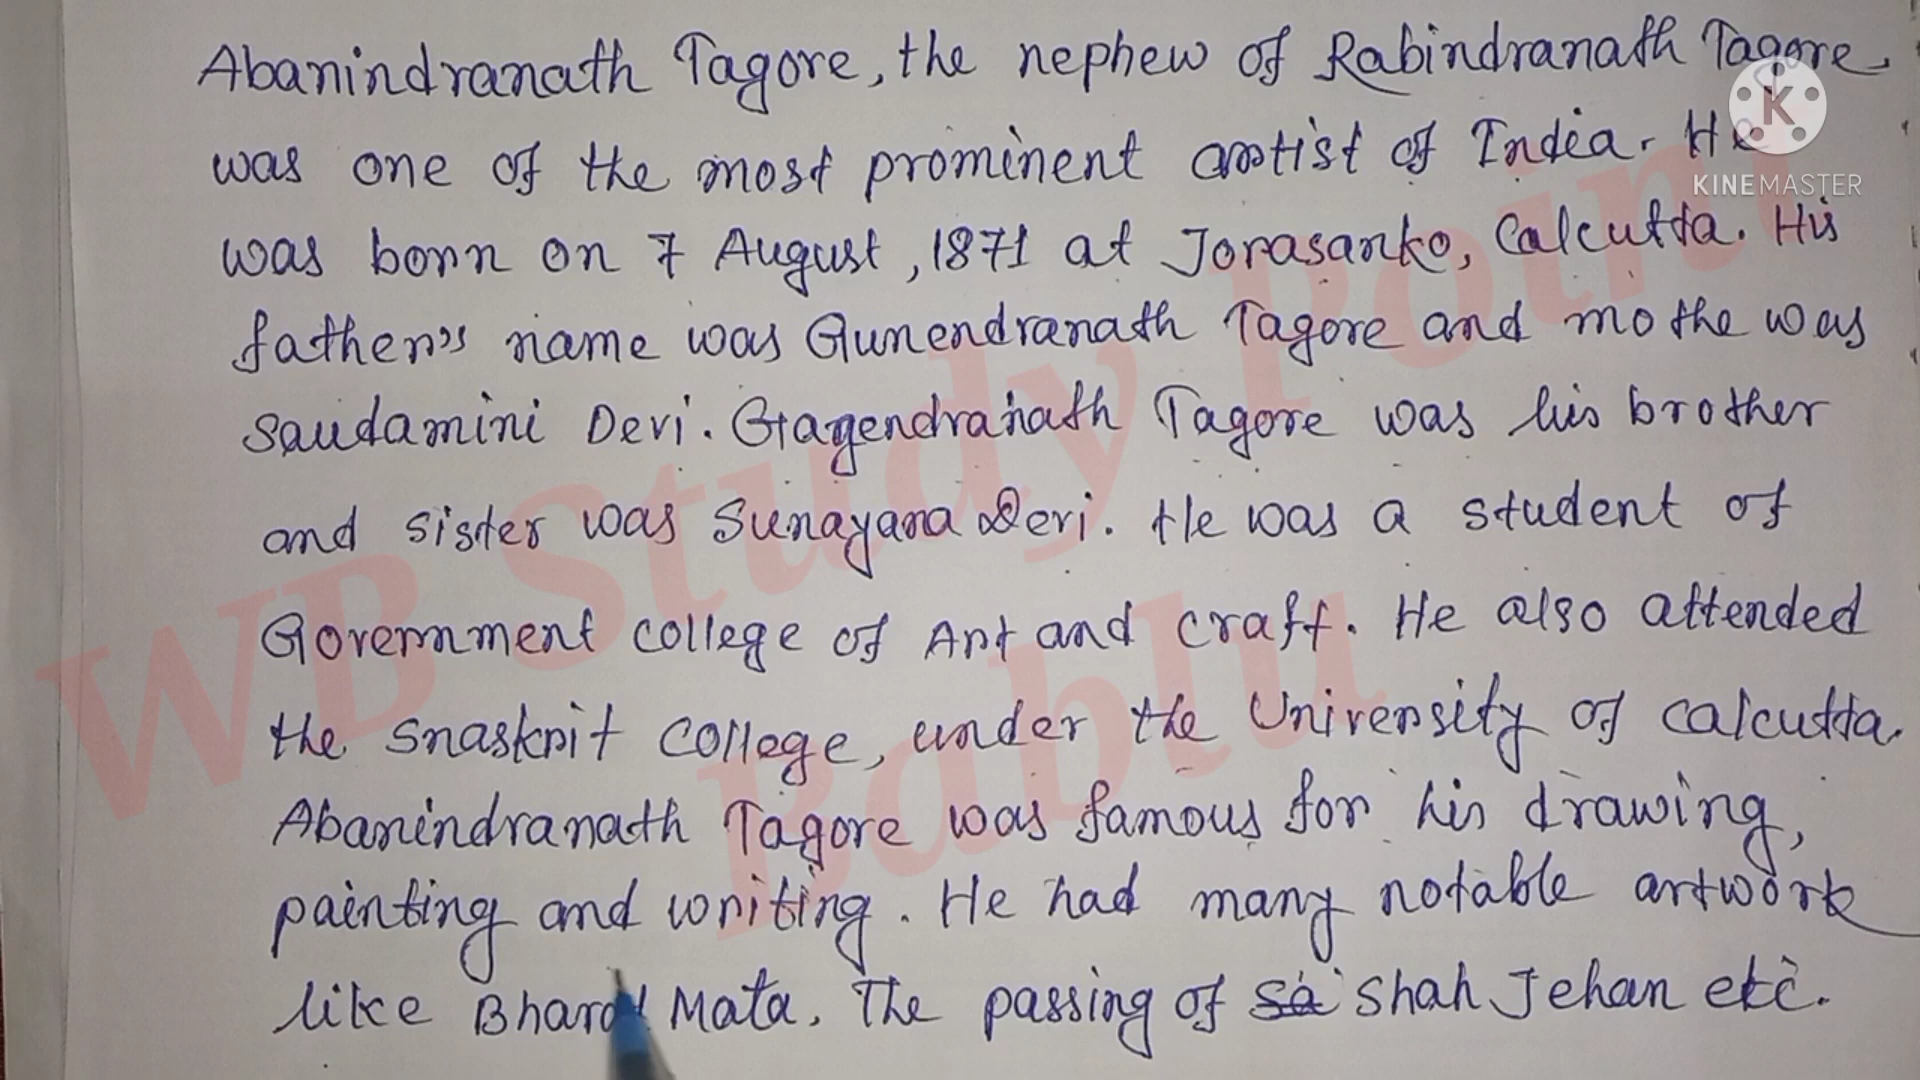 Abanindranath Tagore, the nephew of Rabindranath Tagore.
was one of the most prominent artist of India. He
was born on 7 August, 1871 at Jorasanko, Calcutta. His
father's name was Gunendranath Tagore and mothe was
Saudamini Devi. Gagendranath Tagore was his brother
and sister was Sunayana Devi. He was a student of
Government college of Art and craft. He also attended
the Snaskrit College, under the University of Calcutta.
Abanindranath Tagore was famous for his drawing,
painting and writing. He had many notable artwork
like Bharat Mata, The passing of Shah Jehan etc.
K
KINEMASTER
WB Study Point
Bablu